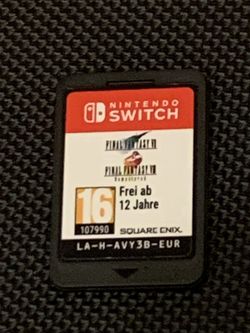 NINTENDO
SWITCH
FINAL FANTASY VII
FINAL FANTASY VIII
Remastered
16
107990
Frei ab
12 Jahre
SQUARE ENIX.
LA-H-AVY3B-EUR